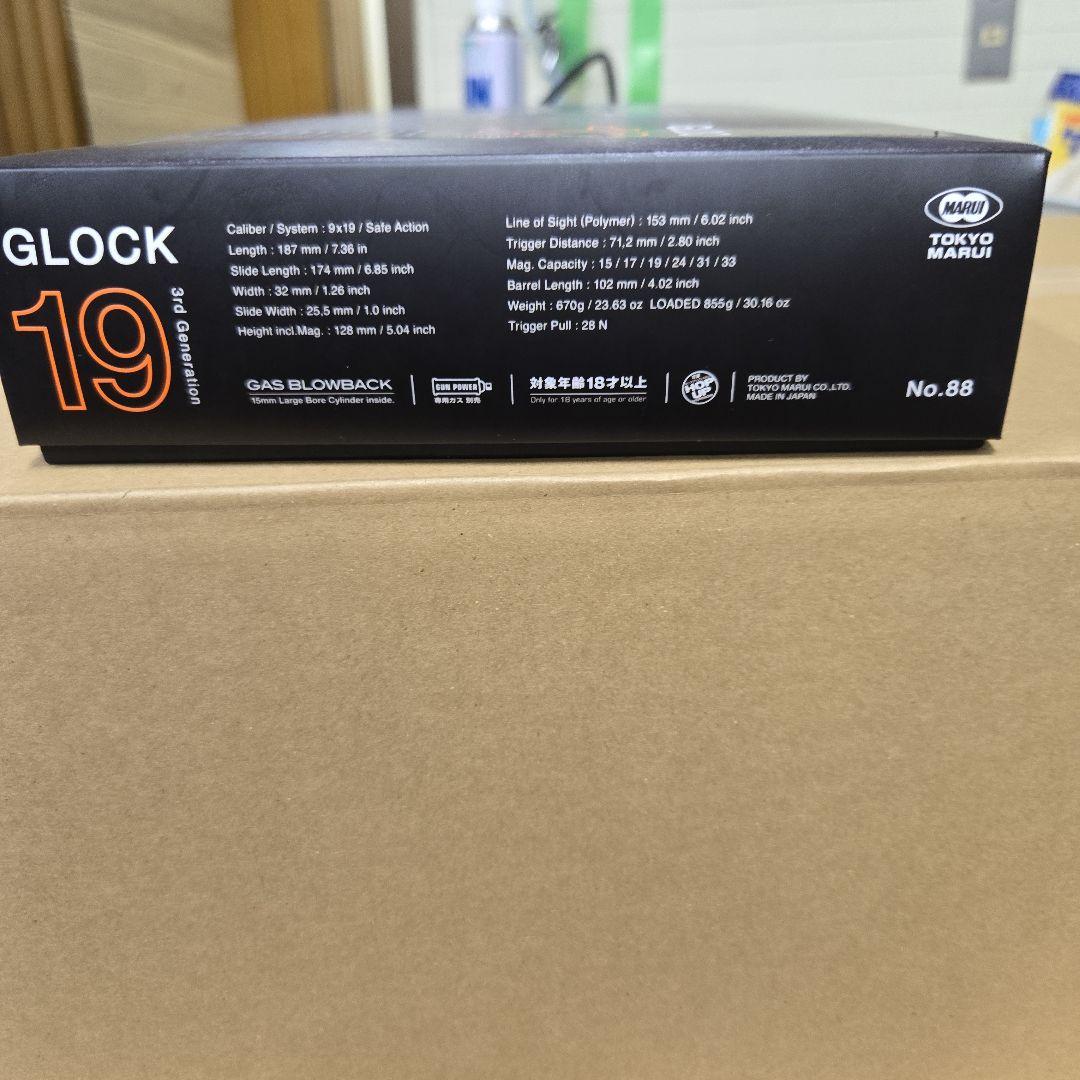 GLOCK
19
3rd Generation
Caliber / System : 9x19 / Safe Action
Length : 187 mm / 7.36 in
Slide Length : 174 mm / 6.85 inch
Width : 32 mm / 1.26 inch
Slide Width : 25,5 mm / 1.0 inch
Height incl.Mag. : 128 mm / 5.04 inch
Line of Sight (Polymer) : 153 mm / 6.02 inch
Trigger Distance : 71,2 mm / 2.80 inch
Mag. Capacity : 15 / 17 / 19 / 24 / 31 / 33
Barrel Length : 102 mm / 4.02 inch
Weight : 670g / 23.63 oz LOADED 855g / 30.16 oz
Trigger Pull : 28 N
MARUI
TOKYO
MARUI
GAS BLOWBACK
15mm Large Bore Cylinder inside.
GUN POWER
専用ガス 別売
対象年齢18才以上
Only for 18 years of age or older
HOP
UP
PRODUCT BY
TOKYO MARUI CO.,LTD.
MADE IN JAPAN
No.88
IN